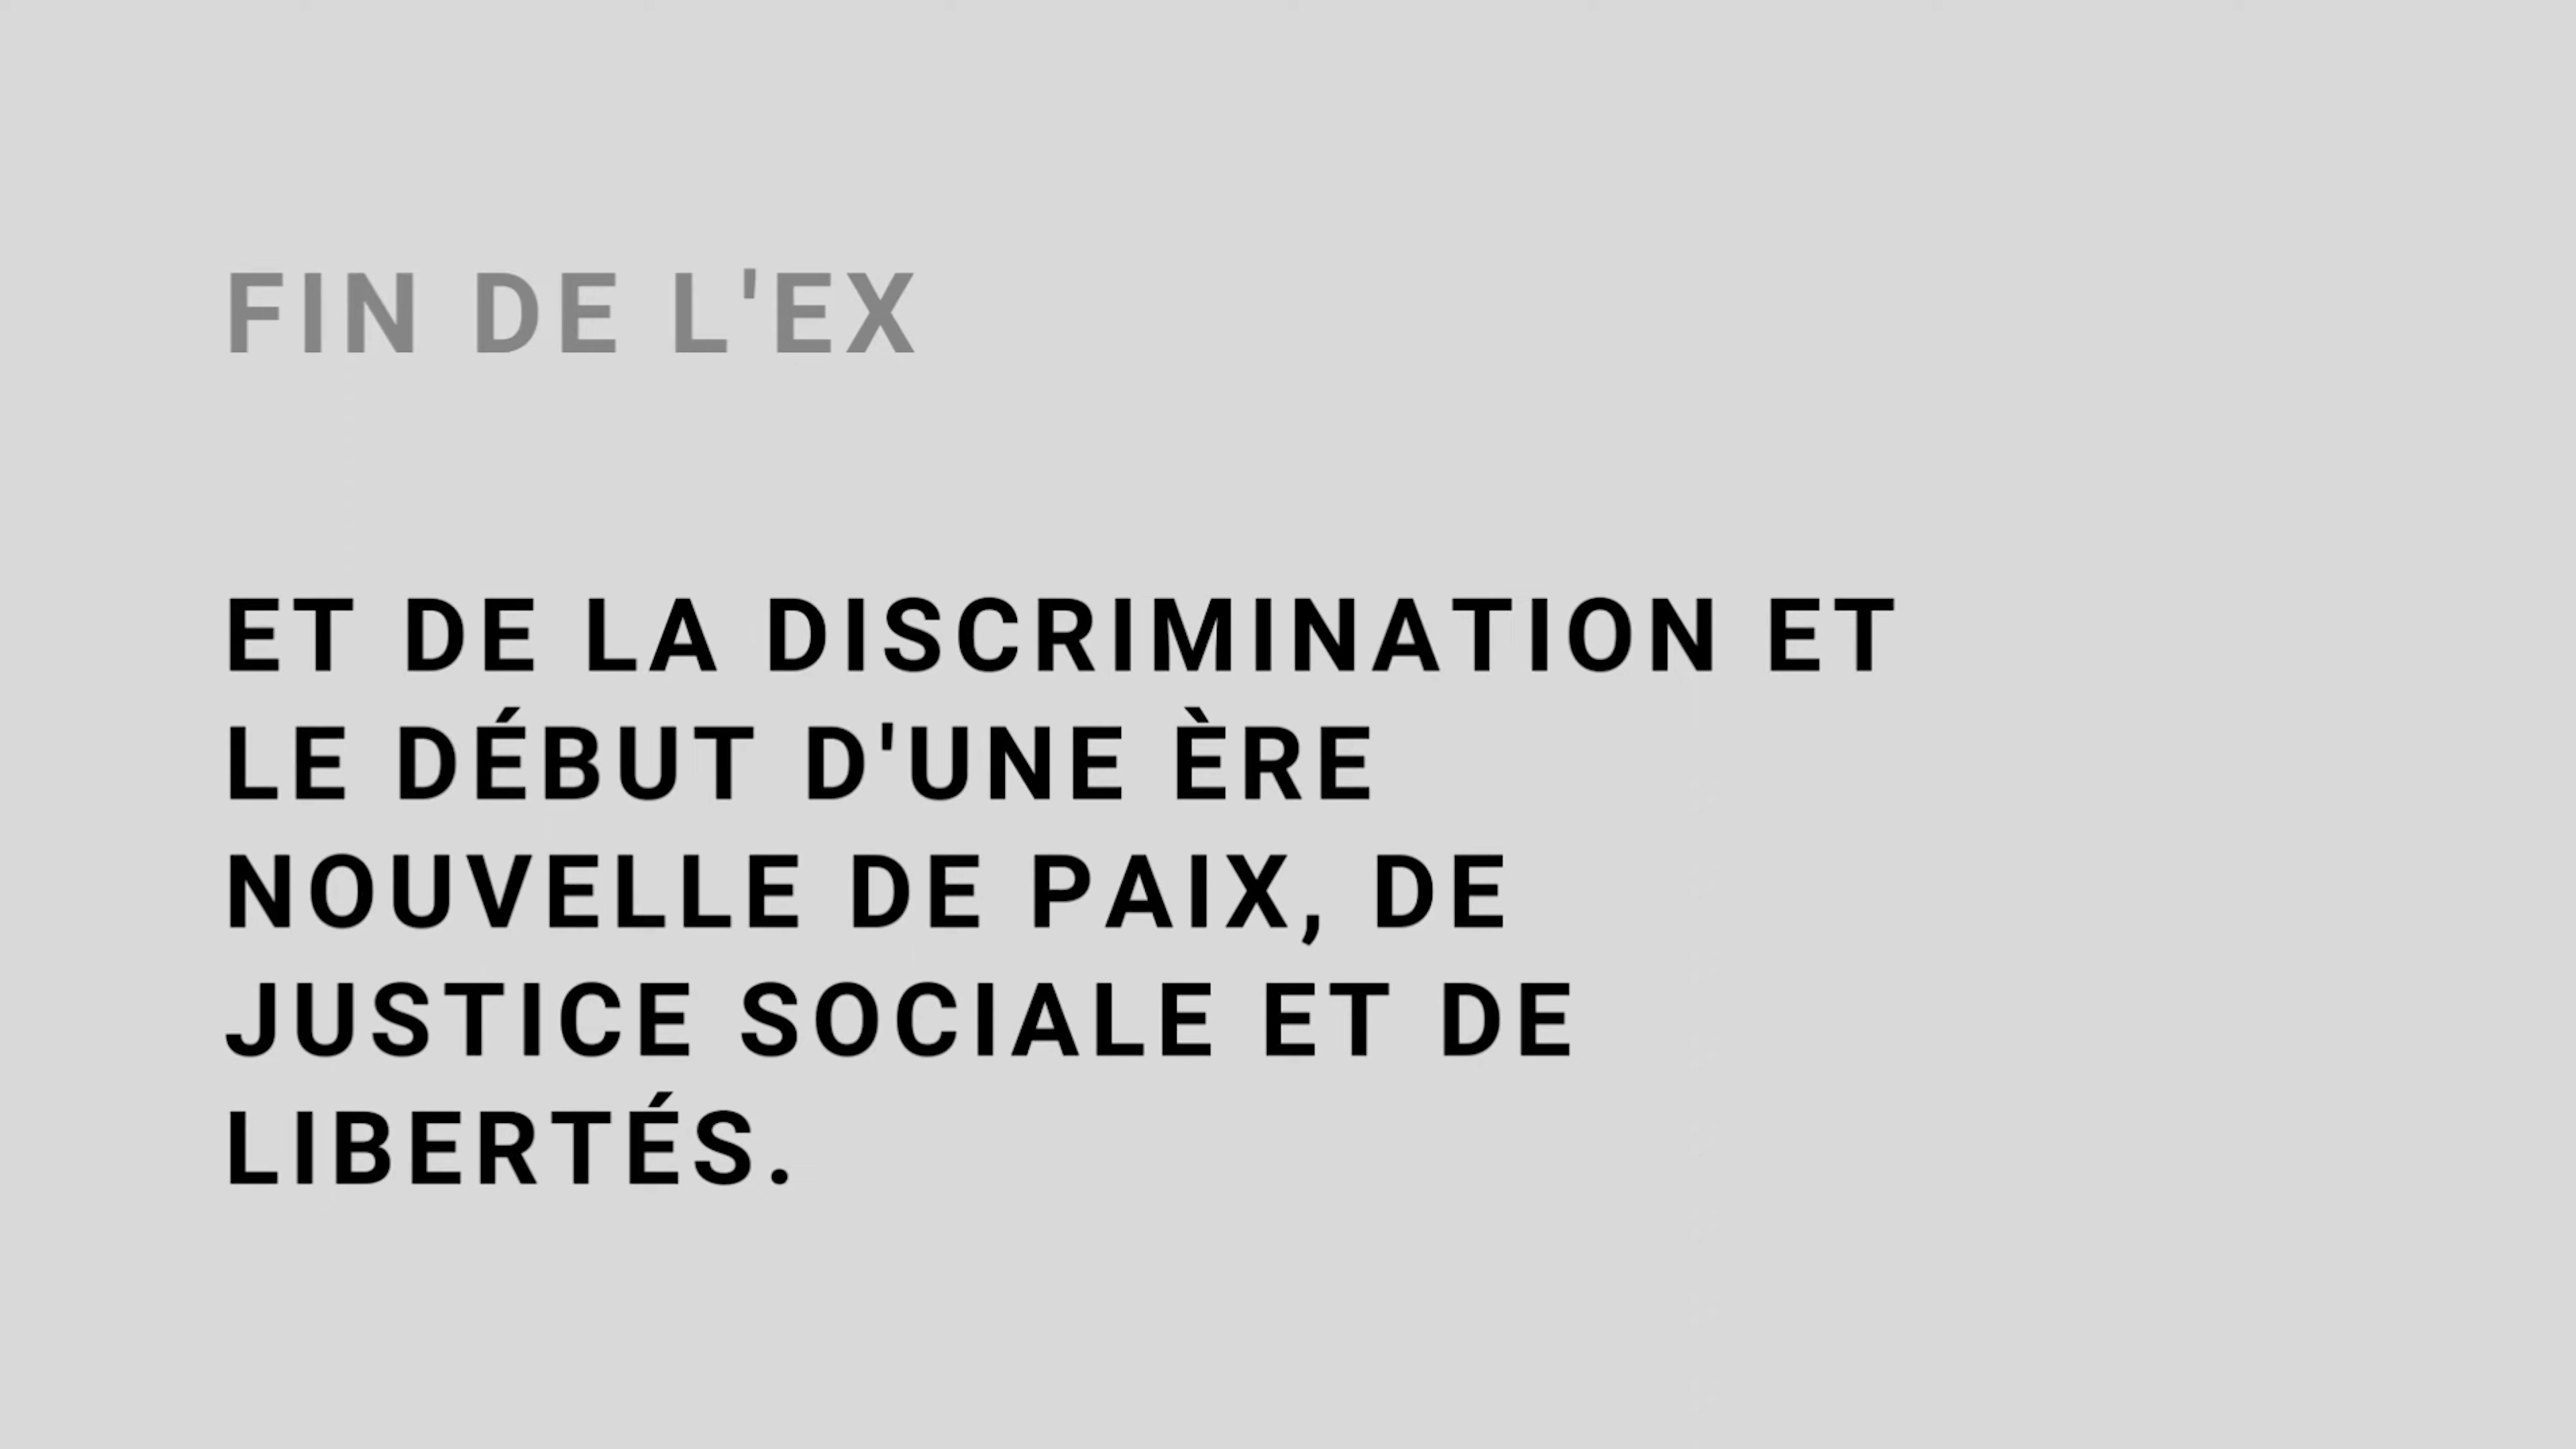 FIN DE L'EX
ET DE LA DISCRIMINATION ET
LE DÉBUT D'UNE ÈRE
NOUVELLE DE PAIX, DE
JUSTICE SOCIALE ET DE
LIBERTÉS.